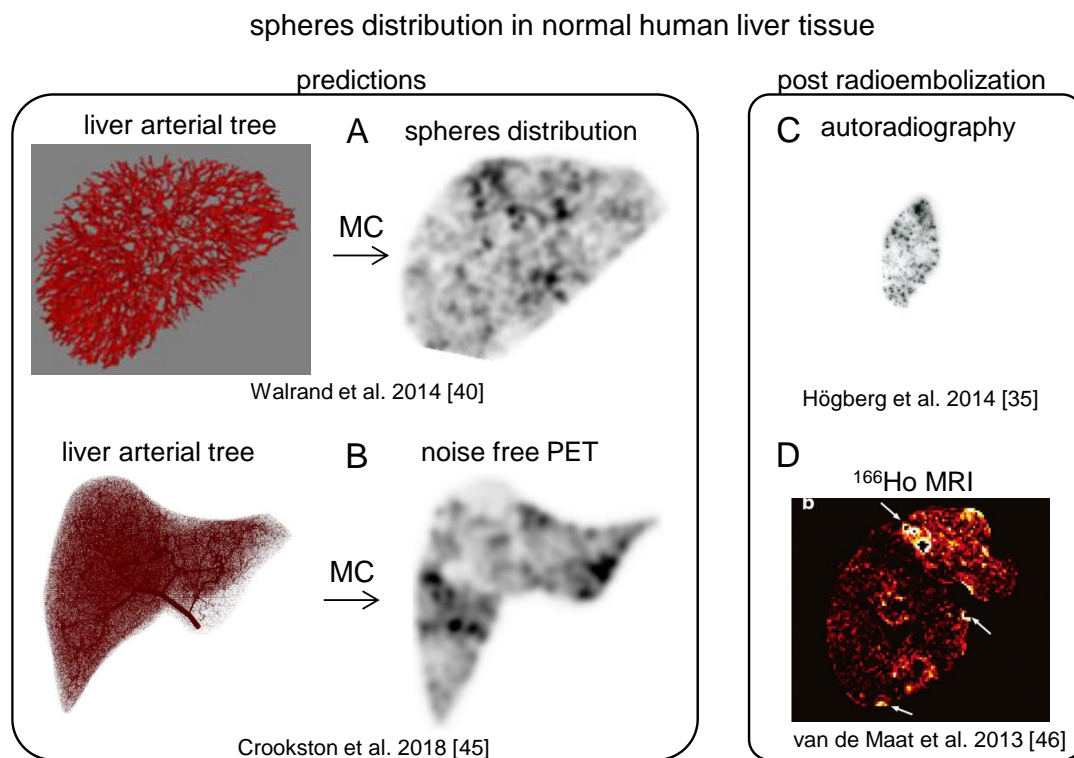 spheres distribution in normal human liver tissue
predictions
liver arterial tree
A
spheres distribution
MC
Walrand et al. 2014 [40]
liver arterial tree
B
noise free PET
MC
Crookston et al. 2018 [45]
post radioembolization
C
autoradiography
Högberg et al. 2014 [35]
D
¹⁶⁶Ho MRI
b
van de Maat et al. 2013 [46]